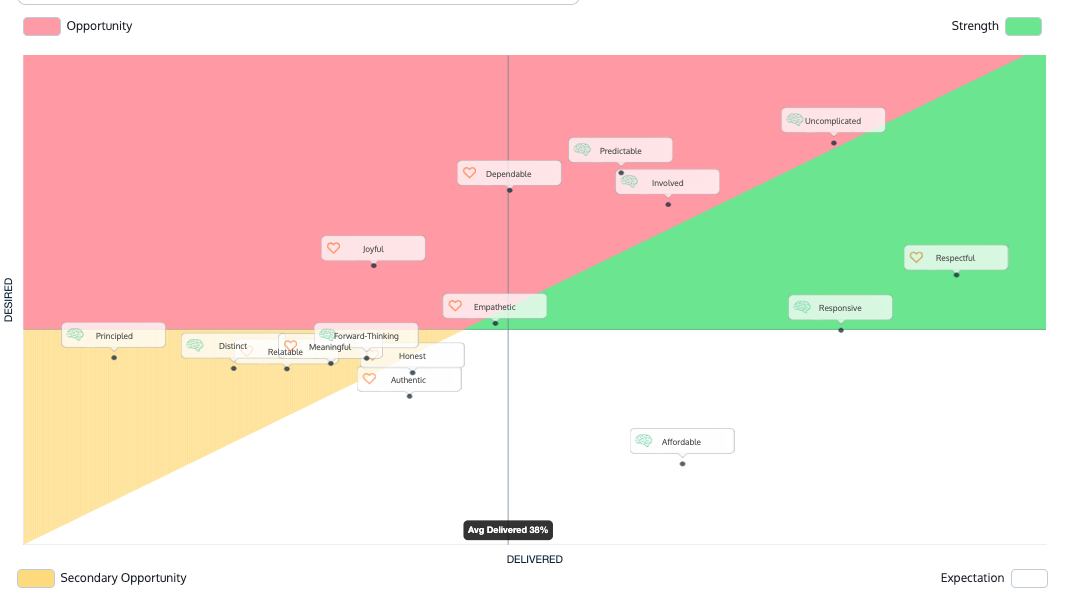 Opportunity
Strength
Uncomplicated
Predictable
Dependable
Involved
Joyful
Respectful
Empathetic
Responsive
DESIRED
Principled
Forward-Thinking
Distinct
Meaningful
Relatable
Honest
Authentic
Affordable
Avg Delivered 38%
DELIVERED
Secondary Opportunity
Expectation